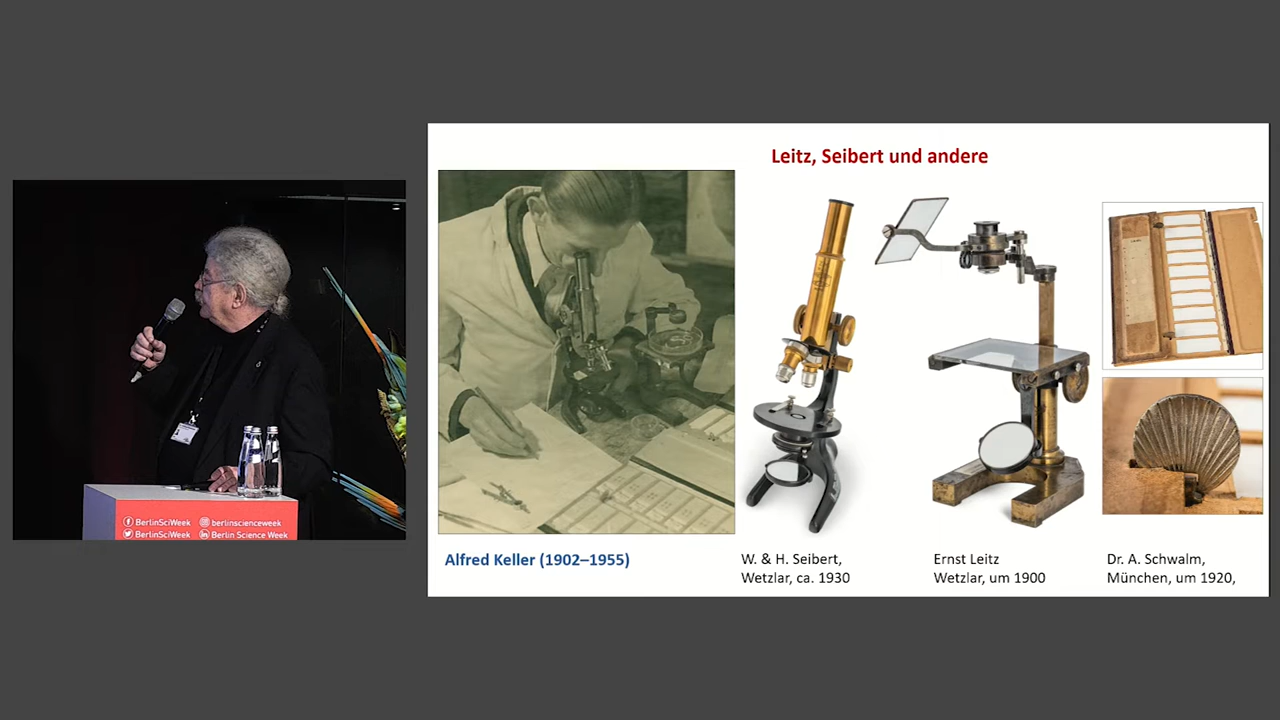 Leitz, Seibert und andere
Alfred Keller (1902–1955)
W. & H. Seibert,
Wetzlar, ca. 1930
Ernst Leitz
Wetzlar, um 1900
Dr. A. Schwalm,
München, um 1920,
BerlinSciWeek
berlinscienceweek
BerlinSciWeek
Berlin Science Week